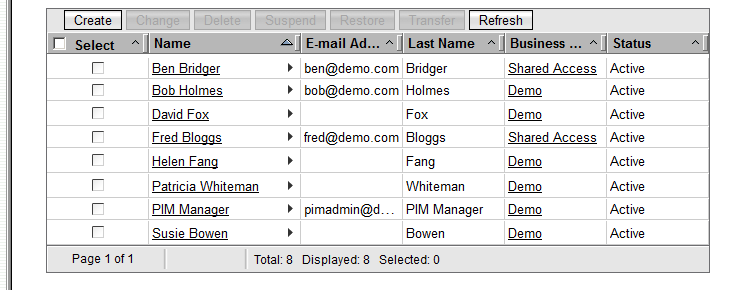 Create Change Delete Suspend Restore Transfer Refresh
Select Name E-mail Ad... Last Name Business ... Status
Ben Bridger ben@demo.com Bridger Shared Access Active
Bob Holmes bob@demo.com Holmes Demo Active
David Fox Fox Demo Active
Fred Bloggs fred@demo.com Bloggs Shared Access Active
Helen Fang Fang Demo Active
Patricia Whiteman Whiteman Demo Active
PIM Manager pimadmin@d... PIM Manager Demo Active
Susie Bowen Bowen Demo Active
Page 1 of 1 Total: 8 Displayed: 8 Selected: 0